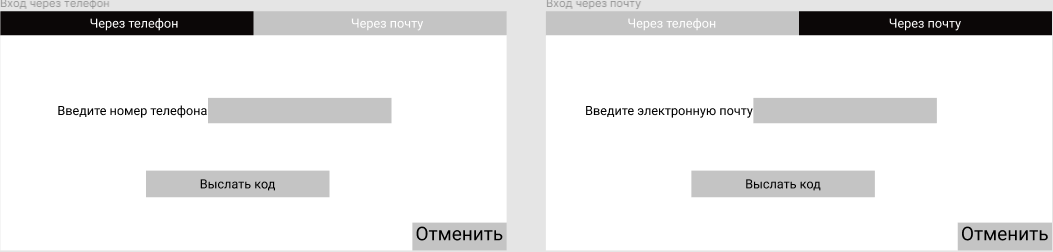 Вход через телефон
Через телефон
Через почту
Введите номер телефона
Выслать код
Отменить
Вход через почту
Через телефон
Через почту
Введите электронную почту
Выслать код
Отменить